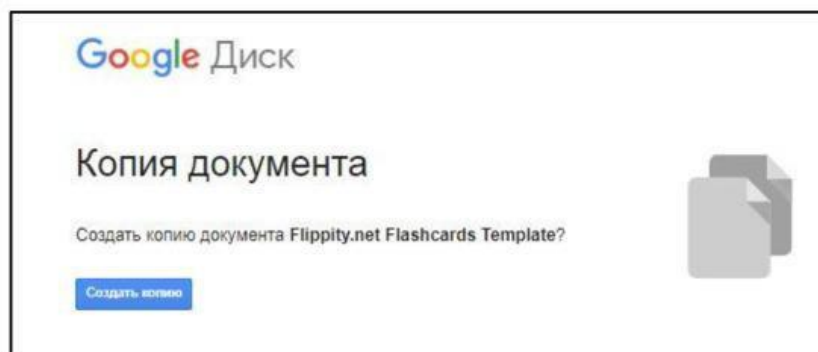 Google Диск
Копия документа
Создать копию документа Flippity.net Flashcards Template?
Создать копию